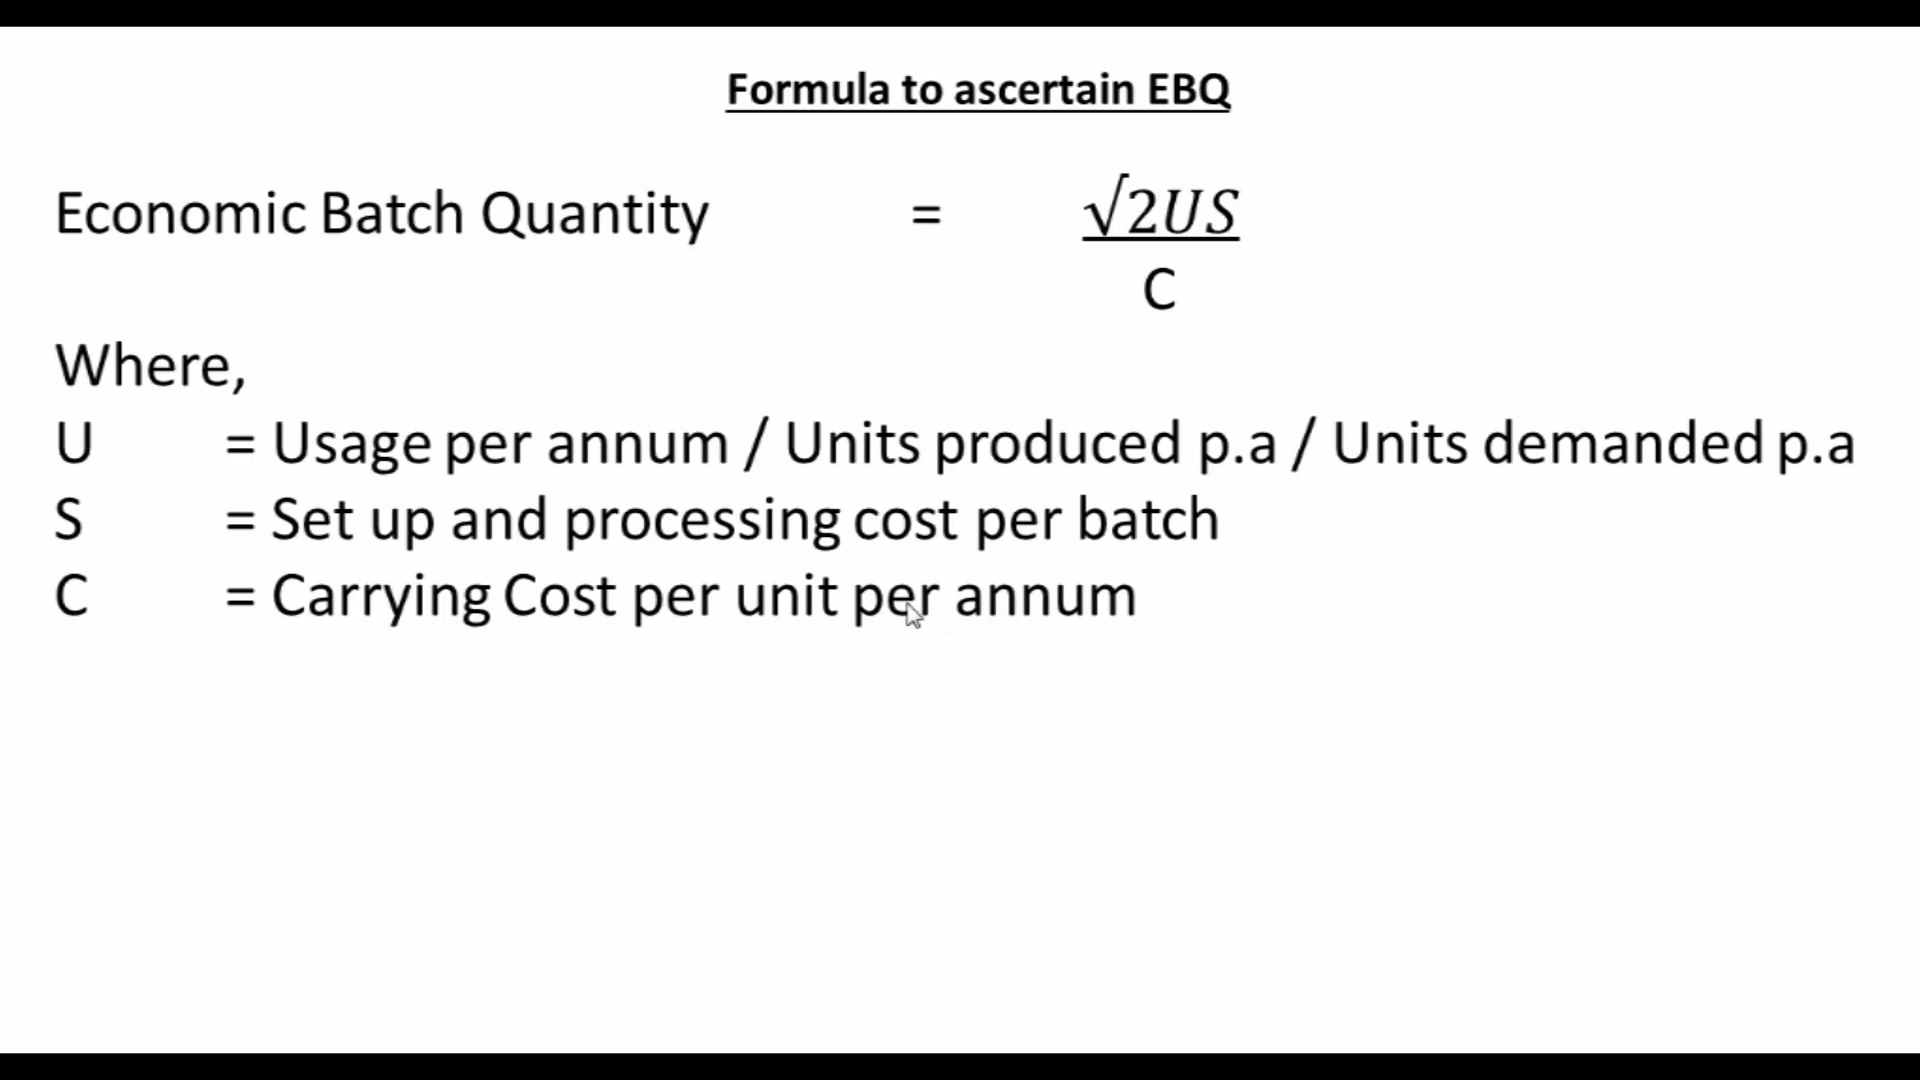 Formula to ascertain EBQ
Economic Batch Quantity = √2US
C
Where,
U = Usage per annum / Units produced p.a / Units demanded p.a
S = Set up and processing cost per batch
C = Carrying Cost per unit per annum